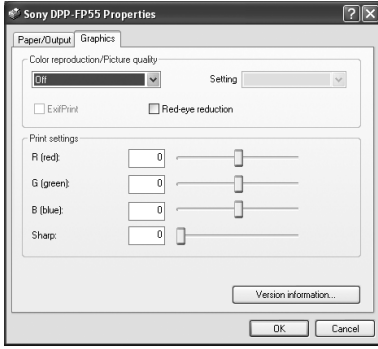 Sony DPP-FP55 Properties
Paper/Output Graphics
Color reproduction/Picture quality
Off Setting
ExifPrint Red-eye reduction
Print settings
R (red): 0
G (green): 0
B (blue): 0
Sharp: 0
Version information...
OK Cancel